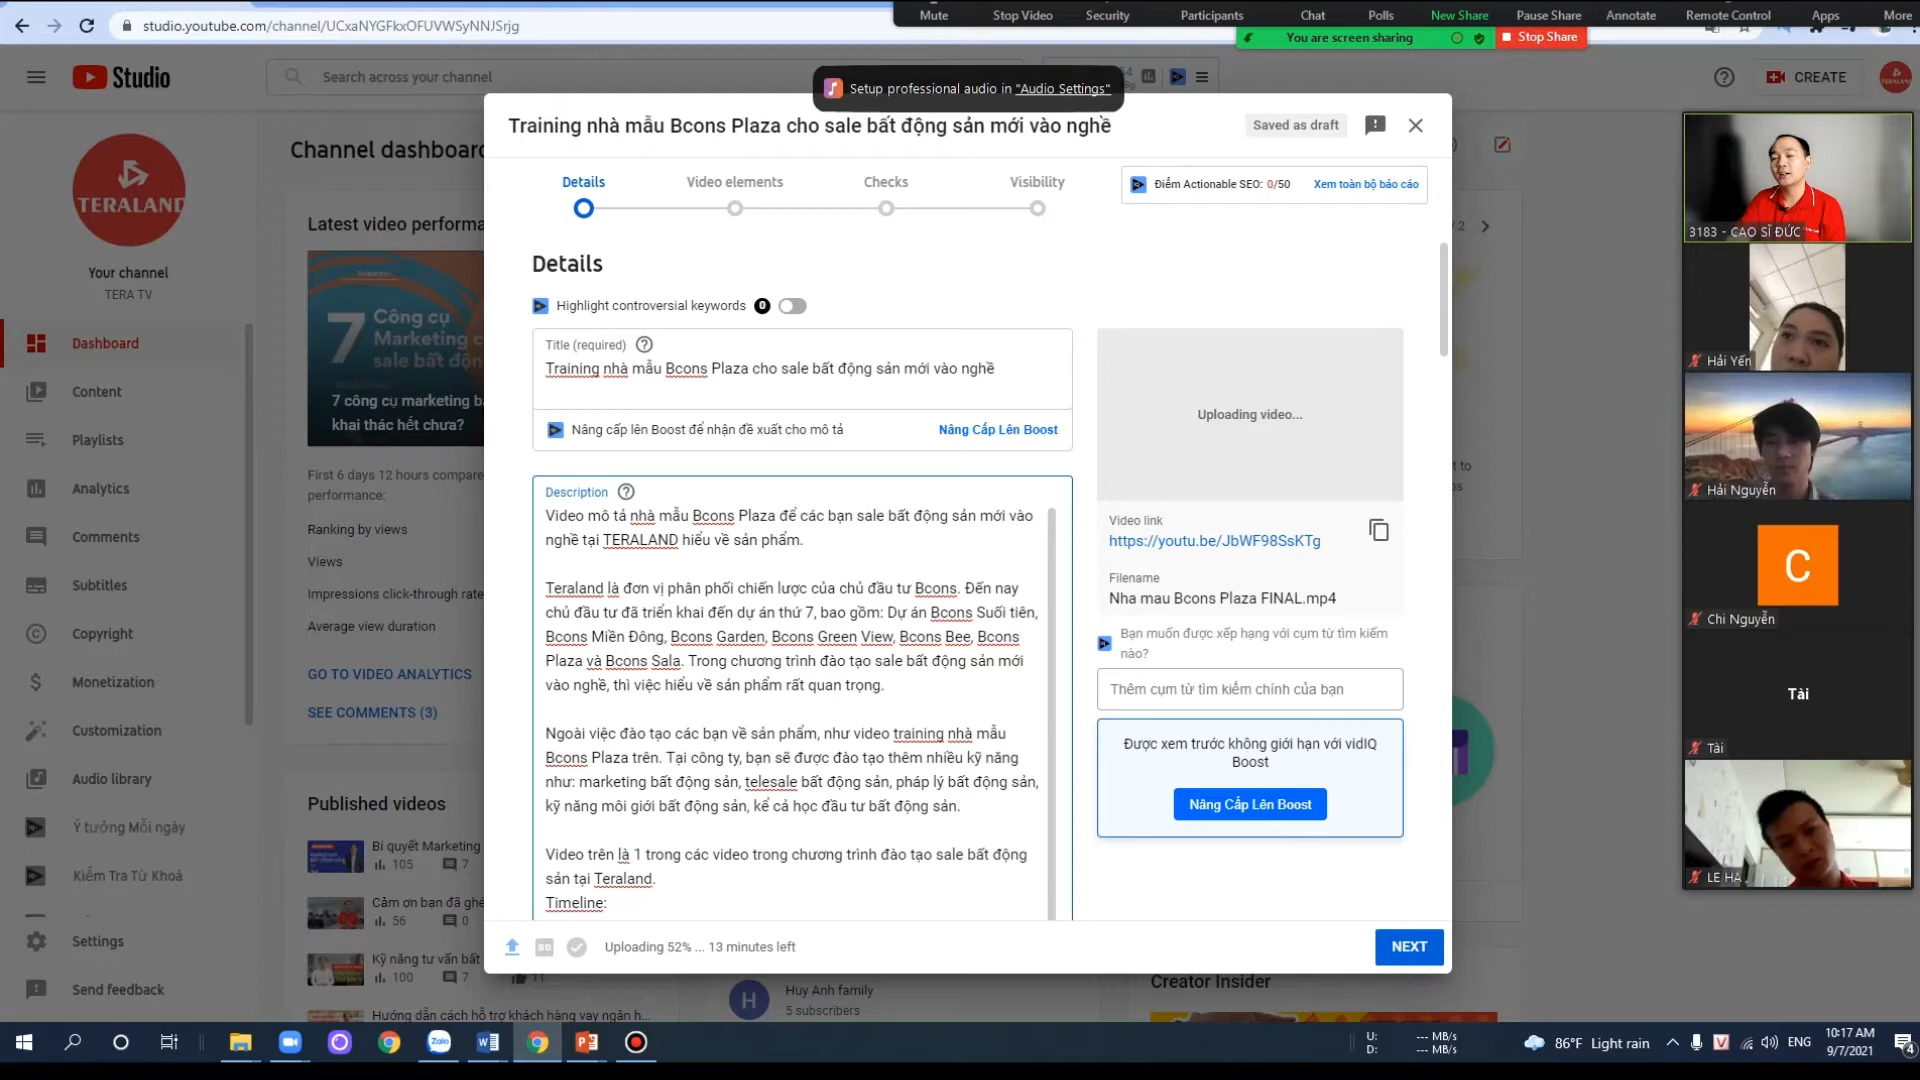 Mute
Stop Video
Security
Participants
Chat
Polls
New Share
Pause Share
Annotate
Remote Control
Apps
More
studio.youtube.com/channel/UCxaNYGFkxOFUVWSyNNJSrjg
You are screen sharing
Stop Share
Studio
Search across your channel
Setup professional audio in "Audio Settings"
CREATE
TERALAND
Your channel
TERA TV
Dashboard
Content
Playlists
Analytics
Comments
Subtitles
Copyright
Monetization
Customization
Audio library
Ý tưởng Mỗi ngày
Kiểm Tra Từ Khoá
Settings
Send feedback
Channel dashboard
Latest video performa
7
Công cụ
Marketing
sale bất độn
7 công cụ marketing b
khai thác hết chưa?
First 6 days 12 hours compare
performance:
Ranking by views
Views
Impressions click-through rate
Average view duration
GO TO VIDEO ANALYTICS
SEE COMMENTS (3)
Published videos
Bí quyết Marketing
105
7
Cảm ơn bạn đã ghé
56
0
Kỹ năng tư vấn bất
100
7
11
Hướng dẫn cách hỗ trợ khách hàng vay ngân h...
Training nhà mẫu Bcons Plaza cho sale bất động sản mới vào nghề
Saved as draft
Details
Video elements
Checks
Visibility
Điểm Actionable SEO: 0/50
Xem toàn bộ báo cáo
Details
Highlight controversial keywords
0
Title (required)
Training nhà mẫu Bcons Plaza cho sale bất động sản mới vào nghề
Nâng cấp lên Boost để nhận đề xuất cho mô tả
Nâng Cấp Lên Boost
Description
Video mô tả nhà mẫu Bcons Plaza để các bạn sale bất động sản mới vào
nghề tại TERALAND hiểu về sản phẩm.
Teraland là đơn vị phân phối chiến lược của chủ đầu tư Bcons. Đến nay
chủ đầu tư đã triển khai đến dự án thứ 7, bao gồm: Dự án Bcons Suối tiên,
Bcons Miền Đông, Bcons Garden, Bcons Green View, Bcons Bee, Bcons
Plaza và Bcons Sala. Trong chương trình đào tạo sale bất động sản mới
vào nghề, thì việc hiểu về sản phẩm rất quan trọng.
Ngoài việc đào tạo các bạn về sản phẩm, như video training nhà mẫu
Bcons Plaza trên. Tại công ty, bạn sẽ được đào tạo thêm nhiều kỹ năng
như: marketing bất động sản, telesale bất động sản, pháp lý bất động sản,
kỹ năng môi giới bất động sản, kể cả học đầu tư bất động sản.
Video trên là 1 trong các video trong chương trình đào tạo sale bất động
sản tại Teraland.
Timeline:
Uploading video...
Video link
https://youtu.be/JbWF98SsKTg
Filename
Nha mau Bcons Plaza FINAL.mp4
Bạn muốn được xếp hạng với cụm từ tìm kiếm
nào?
Thêm cụm từ tìm kiếm chính của bạn
Được xem trước không giới hạn với vidIQ
Boost
Nâng Cấp Lên Boost
Uploading 52% ... 13 minutes left
NEXT
/ 2
Huy Anh family
5 subscribers
H
Creator Insider
3183 - CAO SĨ ĐỨC
Hải Yến
Hải Nguyễn
C
Chi Nguyễn
Tài
Tài
LE HA
Zalo
U:
D:
--- MB/s
--- MB/s
86°F Light rain
ENG
10:17 AM
9/7/2021
4